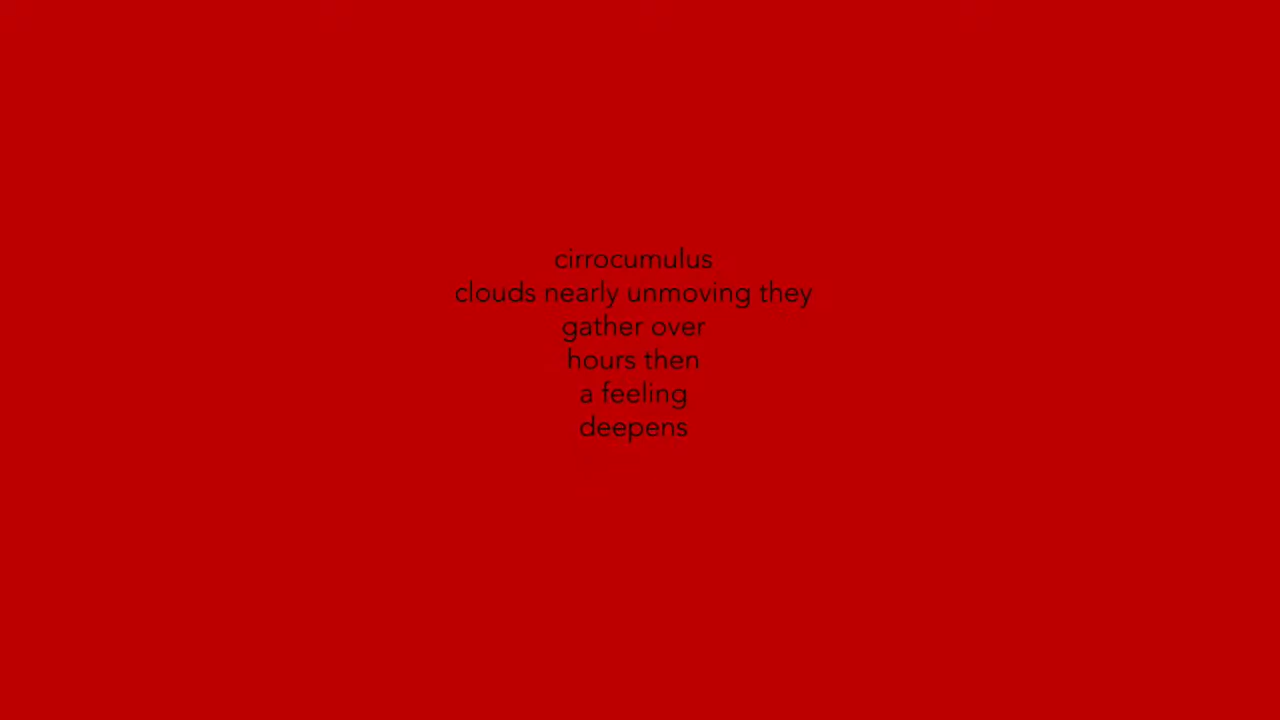 cirrocumulus
clouds nearly unmoving they
gather over
hours then
a feeling
deepens